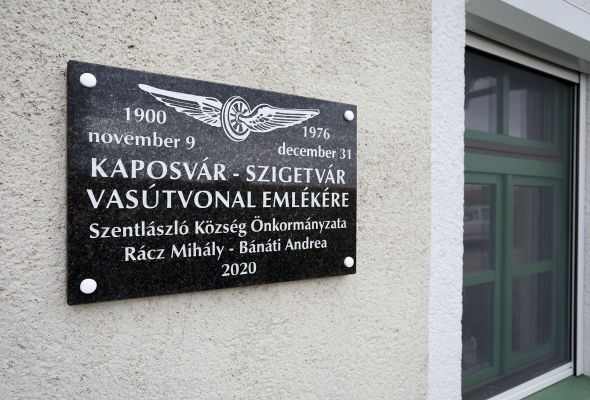 1900 1976
november 9 december 31
KAPOSVÁR - SZIGETVÁR
VASÚTVONAL EMLÉKÉRE
Szentlászló Község Önkormányzata
Rácz Mihály - Bánáti Andrea
2020